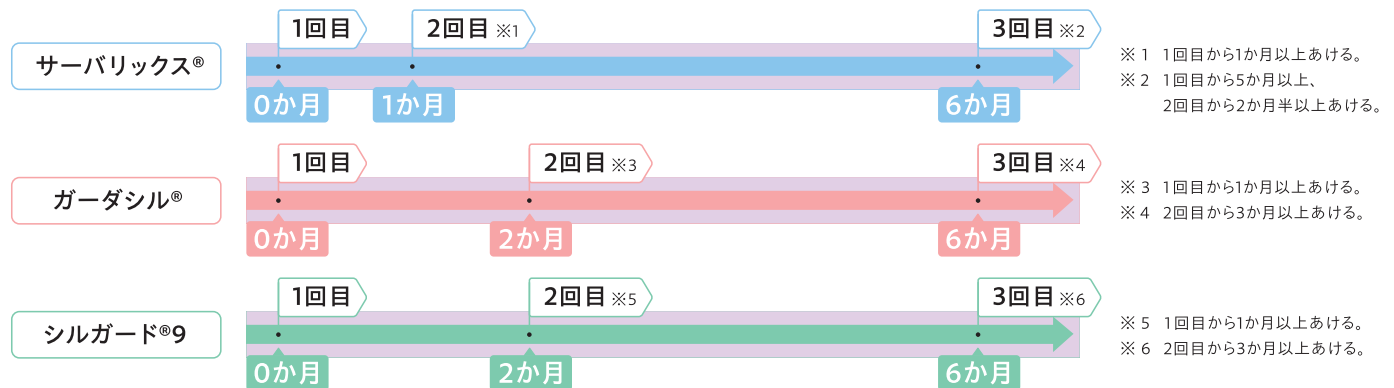 サーバリックス®
1回目
2回目 ※1
3回目 ※2
0か月
1か月
6か月
※1 1回目から1か月以上あける。
※2 1回目から5か月以上、
2回目から2か月半以上あける。
ガーダシル®
1回目
2回目 ※3
3回目 ※4
0か月
2か月
6か月
※3 1回目から1か月以上あける。
※4 2回目から3か月以上あける。
シルガード®9
1回目
2回目 ※5
3回目 ※6
0か月
2か月
6か月
※5 1回目から1か月以上あける。
※6 2回目から3か月以上あける。